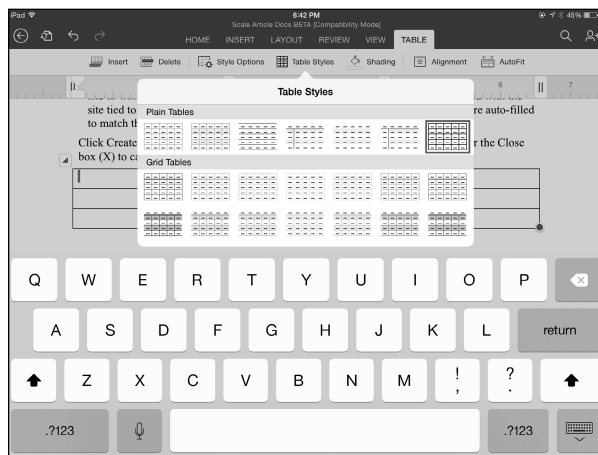 iPad 6:42 PM 45%
Scale Article Docs BETA [Compatibility Mode]
HOME INSERT LAYOUT REVIEW VIEW TABLE
Insert Delete Style Options Table Styles Shading Alignment AutoFit
6 7
Table Styles
site tied to re auto-filled
to match th
Plain Tables
Click Create r the Close
box (X) to ca
Grid Tables
Q W E R T Y U I O P
A S D F G H J K L return
Z X C V B N M ! , ? .
.?123 .?123